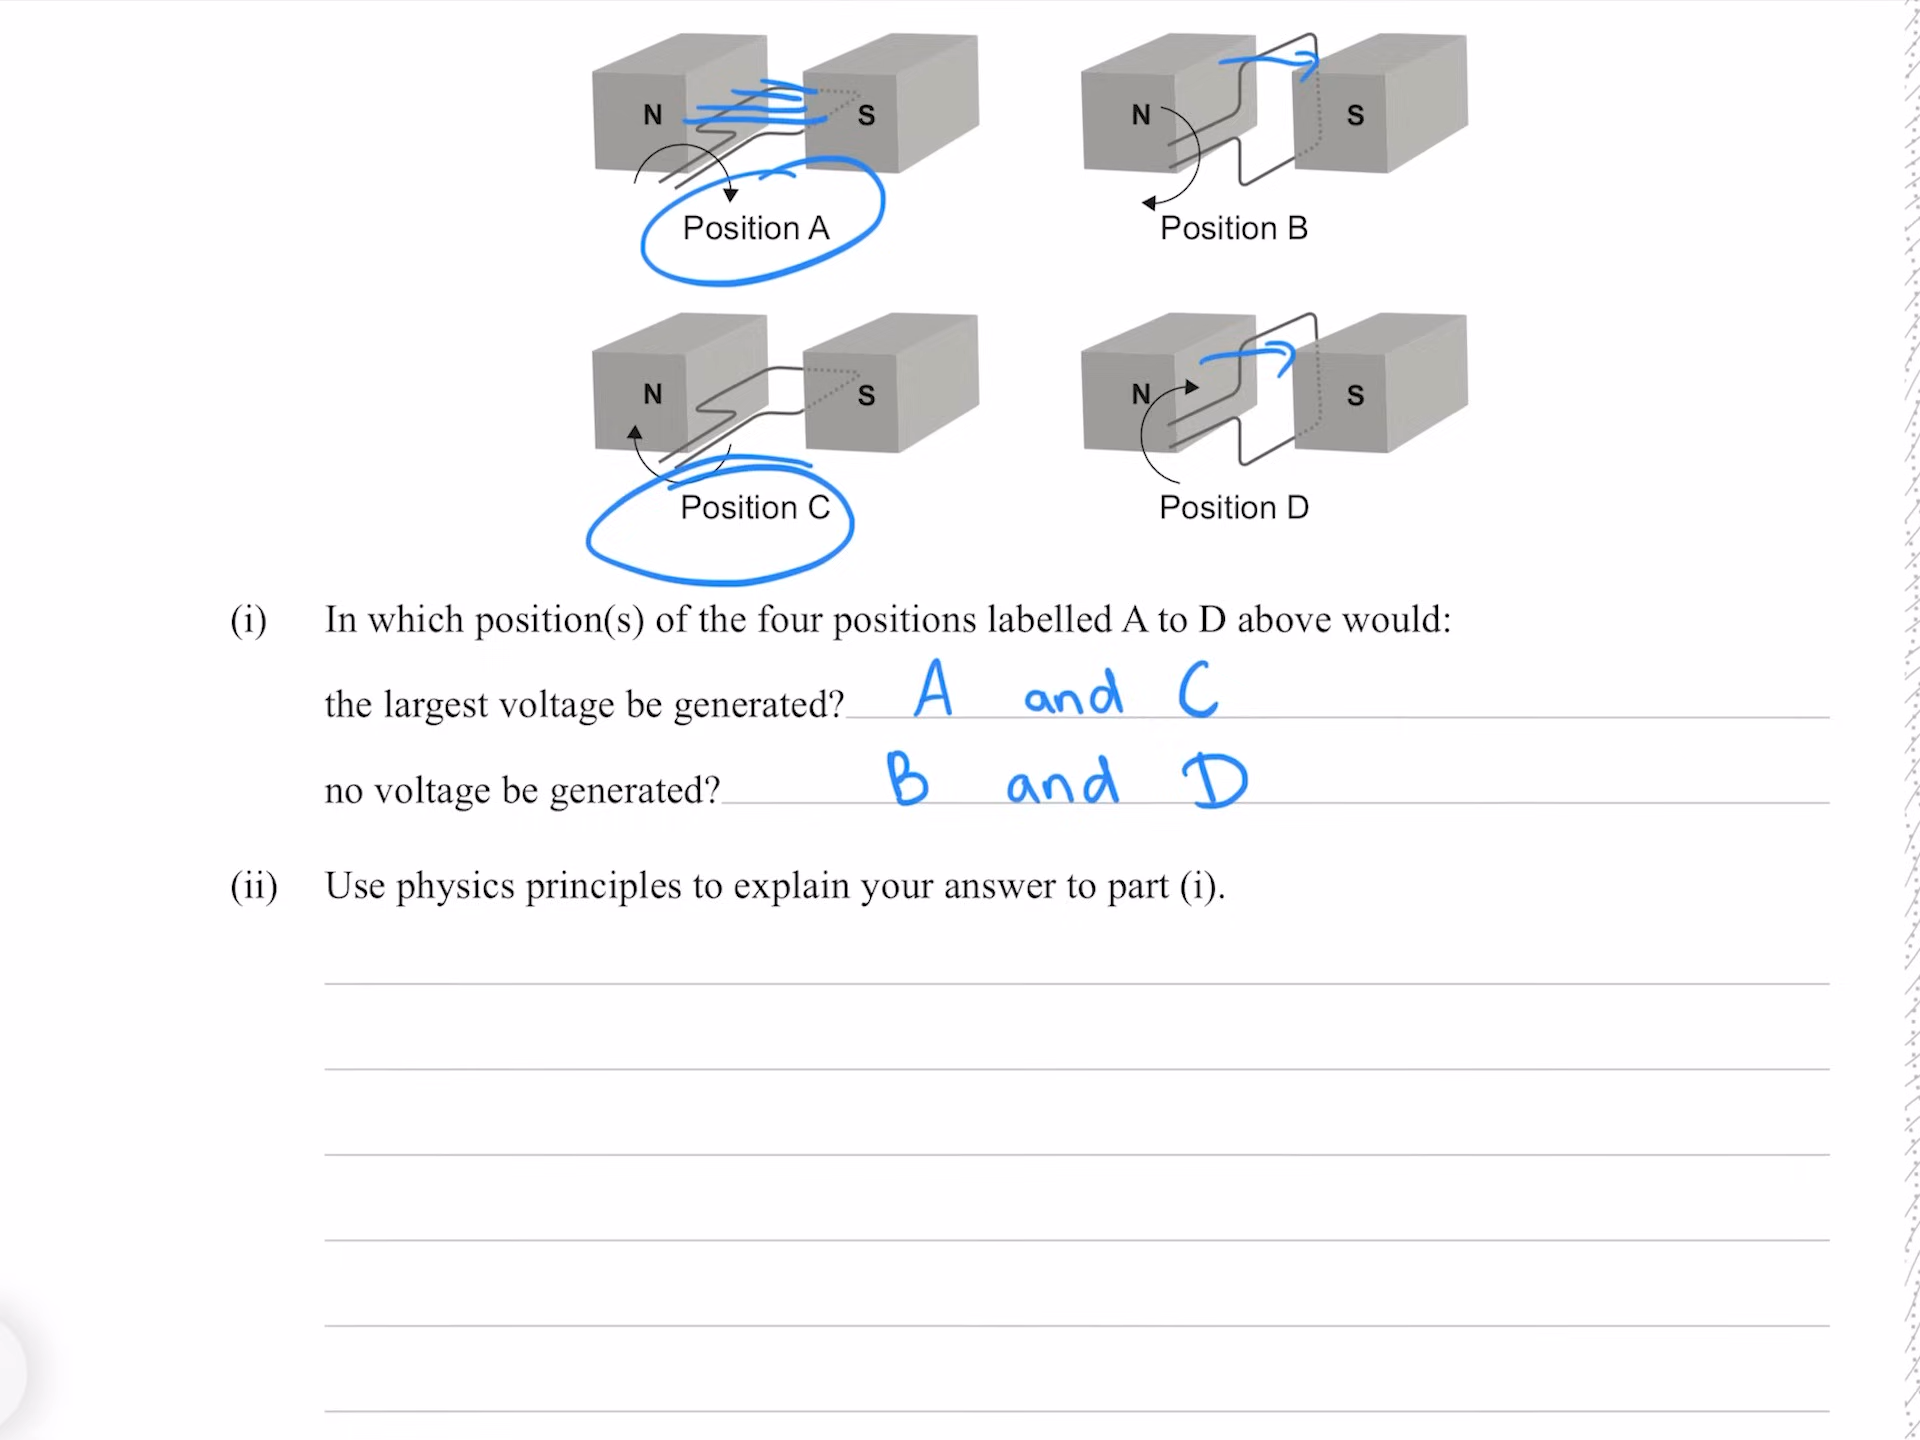 N S N S
Position A Position B
N S N S
Position C Position D
(i) In which position(s) of the four positions labelled A to D above would:
the largest voltage be generated? A and C
no voltage be generated? B and D
(ii) Use physics principles to explain your answer to part (i).